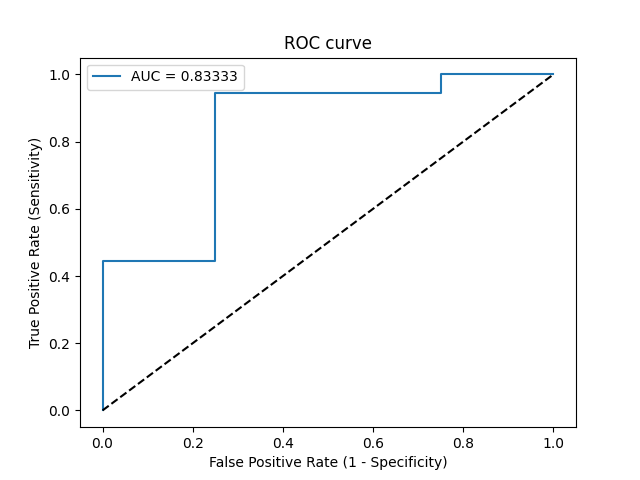 ROC curve
AUC = 0.83333
True Positive Rate (Sensitivity)
1.0
0.8
0.6
0.4
0.2
0.0
0.0 0.2 0.4 0.6 0.8 1.0
False Positive Rate (1 - Specificity)